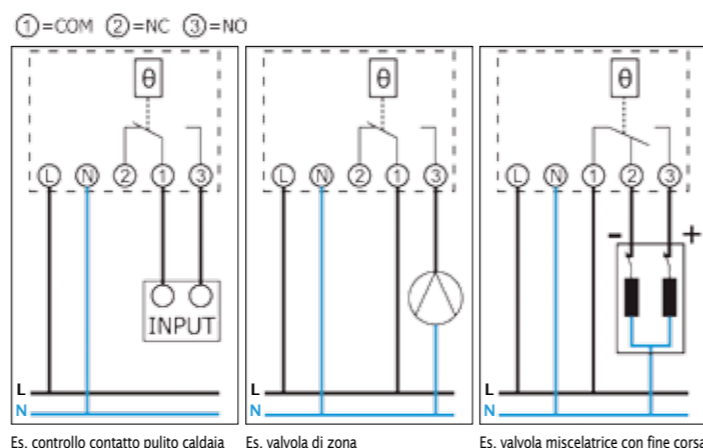 ①=COM ②=NC ③=NO
θ
L N 2 1 3
INPUT
L
N
Es. controllo contatto pulito caldaia
θ
L N 2 1 3
Es. valvola di zona
θ
L N 1 2 3
- +
Es. valvola miscelatrice con fine corsa